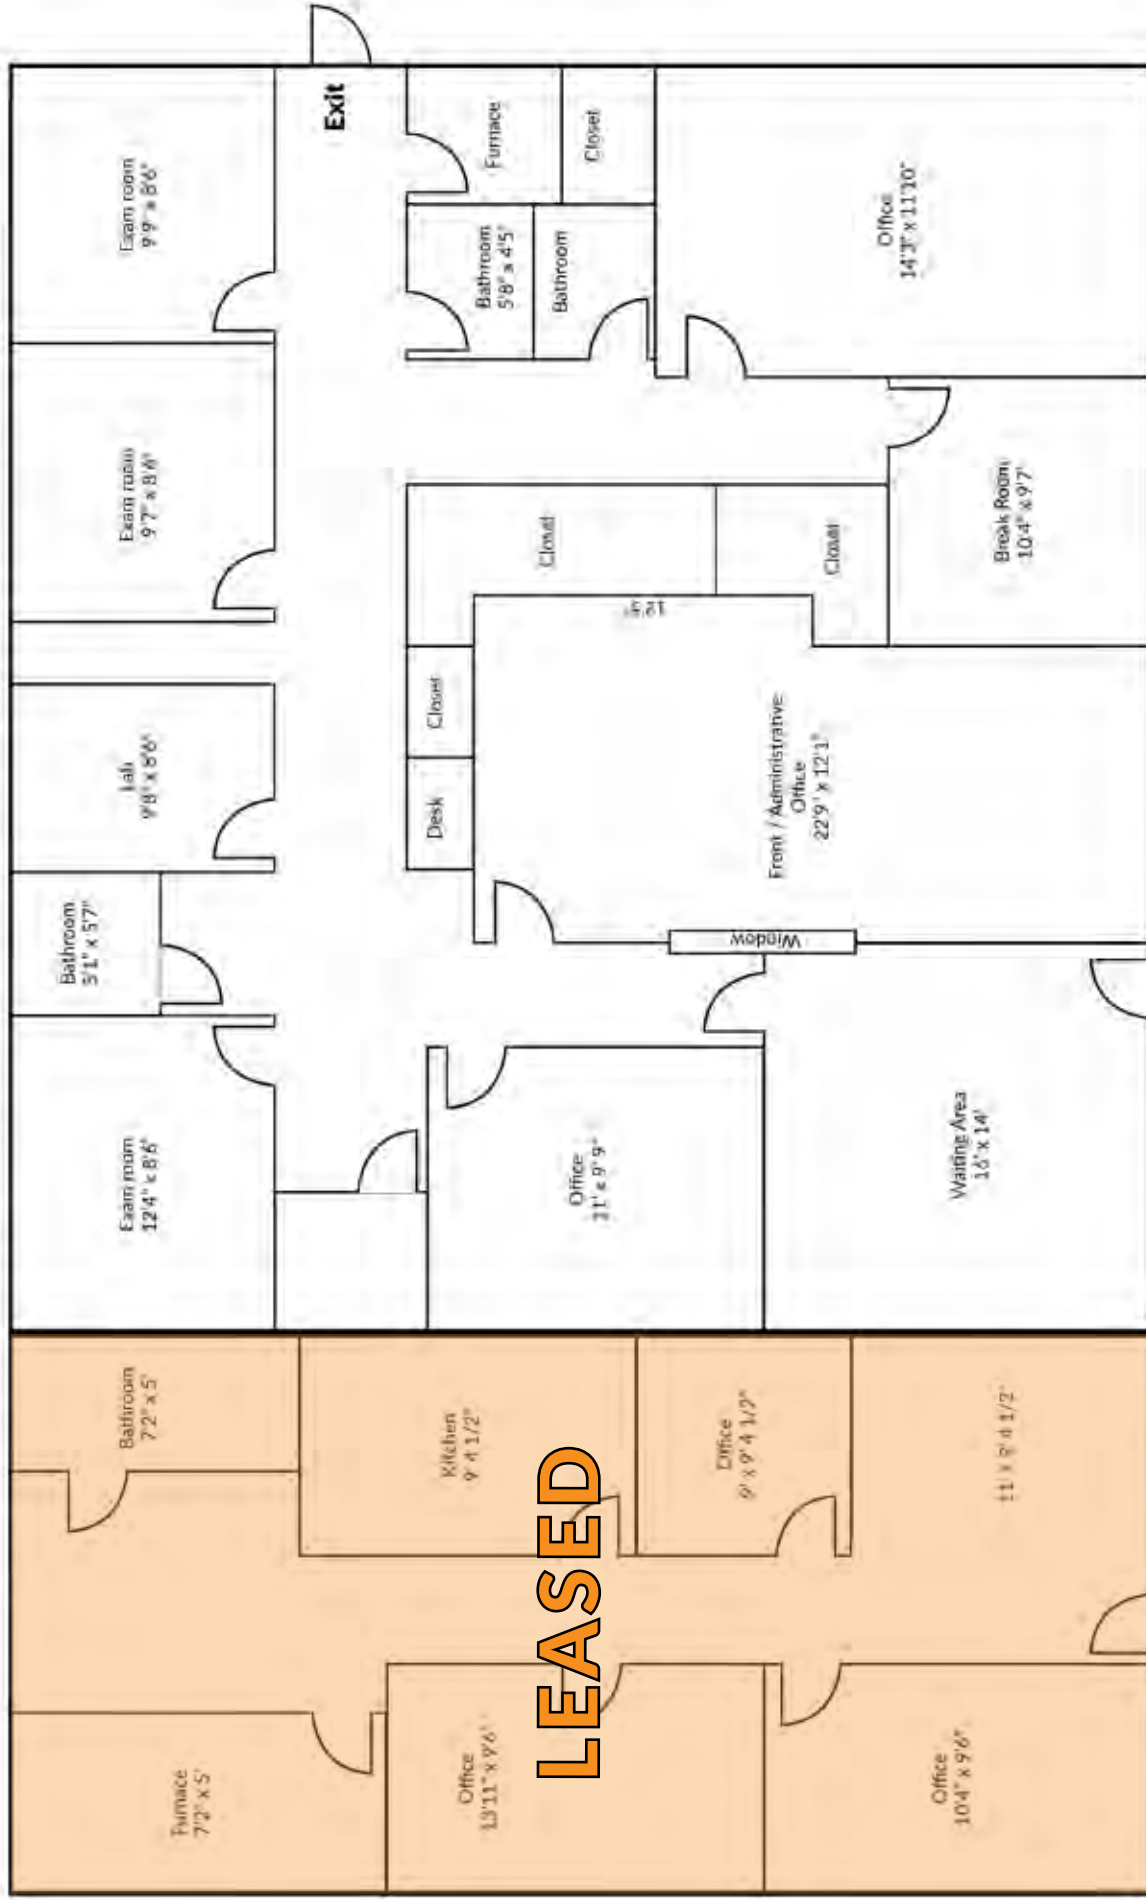 Exam room
9'9" x 8'6"
Exit
Furnace
Closet
Bathroom
5'8" x 4'5"
Bathroom
Office
14'3" x 11'10"
Exam room
9'7" x 8'6"
Closet
Closet
12'5"
Break Room
10'4" x 9'7"
Lab
9'8" x 8'6"
Closet
Desk
Front / Administrative
Office
22'9" x 12'1"
Window
Bathroom
5'1" x 5'7"
Exam room
12'4" x 8'6"
Office
11' x 9'9"
Waiting Area
16' x 14'
Bathroom
7'2" x 5'
Kitchen
9' 4 1/2"
Office
9' x 9' 4 1/2"
LEASED
Furnace
7'2" x 5'
Office
13'11" x 9'6"
Office
10'4" x 9'6"